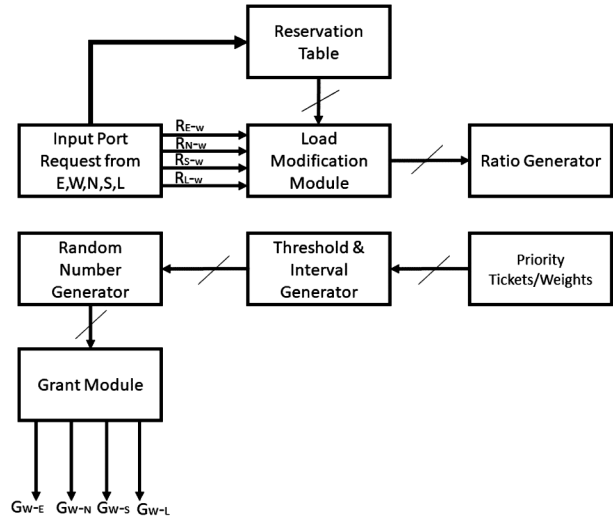 Reservation
Table
Input Port
Request from
E,W,N,S,L
RE-w
RN-w
RS-w
RL-w
Load
Modification
Module
Ratio Generator
Random
Number
Generator
Threshold &
Interval
Generator
Priority
Tickets/Weights
Grant Module
GW-E
GW-N
GW-S
GW-L